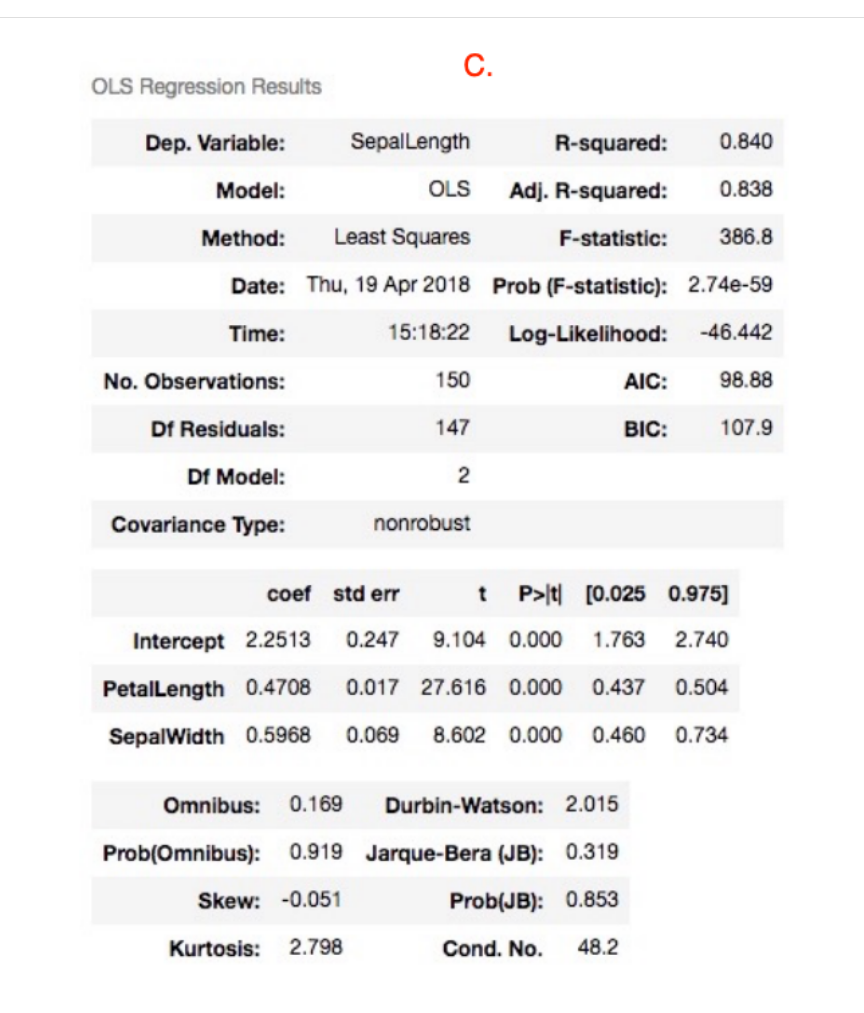 C.
OLS Regression Results
Dep. Variable: SepalLength R-squared: 0.840
Model: OLS Adj. R-squared: 0.838
Method: Least Squares F-statistic: 386.8
Date: Thu, 19 Apr 2018 Prob (F-statistic): 2.74e-59
Time: 15:18:22 Log-Likelihood: -46.442
No. Observations: 150 AIC: 98.88
Df Residuals: 147 BIC: 107.9
Df Model: 2
Covariance Type: nonrobust
coef std err t P>|t| [0.025 0.975]
Intercept 2.2513 0.247 9.104 0.000 1.763 2.740
PetalLength 0.4708 0.017 27.616 0.000 0.437 0.504
SepalWidth 0.5968 0.069 8.602 0.000 0.460 0.734
Omnibus: 0.169 Durbin-Watson: 2.015
Prob(Omnibus): 0.919 Jarque-Bera (JB): 0.319
Skew: -0.051 Prob(JB): 0.853
Kurtosis: 2.798 Cond. No. 48.2